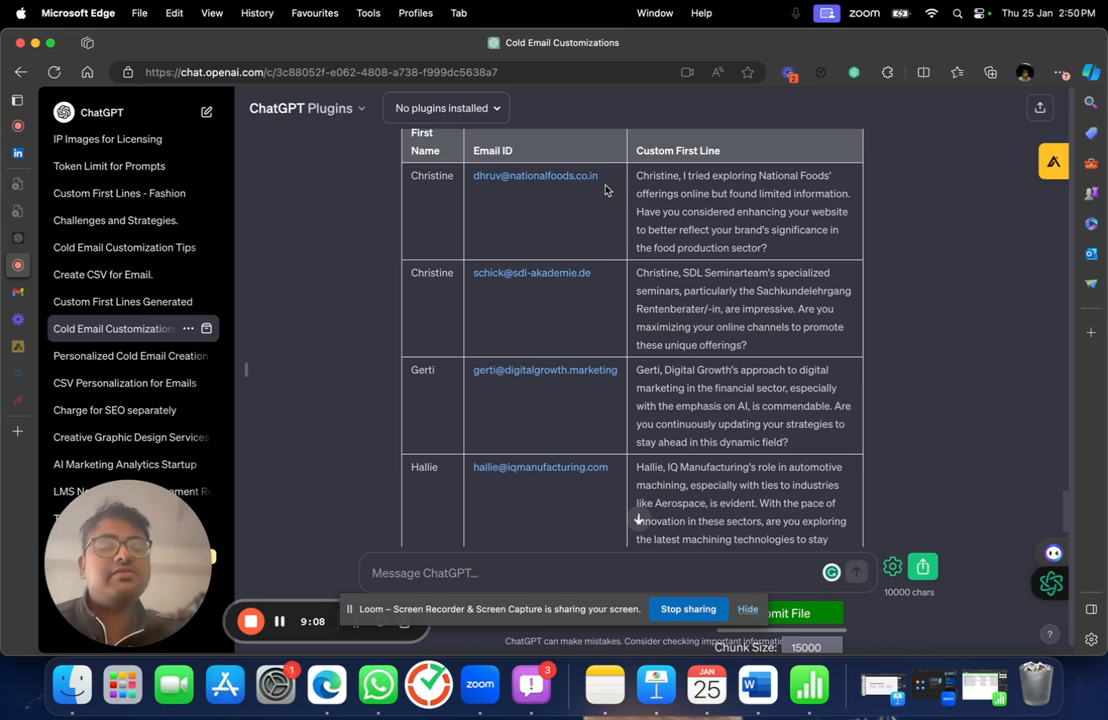 Microsoft Edge File Edit View History Favourites Tools Profiles Tab Window Help zoom Thu 25 Jan 2:50 PM
Cold Email Customizations
https://chat.openai.com/c/3c88052f-e062-4808-a738-f999dc5638a7
2
ChatGPT
IP Images for Licensing
Token Limit for Prompts
Custom First Lines - Fashion
Challenges and Strategies.
Cold Email Customization Tips
Create CSV for Email.
Custom First Lines Generated
Cold Email Customization
Personalized Cold Email Creation
CSV Personalization for Emails
Charge for SEO separately
Creative Graphic Design Services
AI Marketing Analytics Startup
LMS
ChatGPT Plugins
No plugins installed
First
Name
Email ID
Custom First Line
Christine
dhruv@nationalfoods.co.in
Christine, I tried exploring National Foods'
offerings online but found limited information.
Have you considered enhancing your website
to better reflect your brand's significance in
the food production sector?
Christine
schick@sdl-akademie.de
Christine, SDL Seminarteam's specialized
seminars, particularly the Sachkundelehrgang
Rentenberater/-in, are impressive. Are you
maximizing your online channels to promote
these unique offerings?
Gerti
gerti@digitalgrowth.marketing
Gerti, Digital Growth's approach to digital
marketing in the financial sector, especially
with the emphasis on AI, is commendable. Are
you continuously updating your strategies to
stay ahead in this dynamic field?
Hallie
hallie@iqmanufacturing.com
Hallie, IQ Manufacturing's role in automotive
machining, especially with ties to industries
like Aerospace, is evident. With the pace of
innovation in these sectors, are you exploring
the latest machining technologies to stay
Message ChatGPT...
10000 chars
Loom – Screen Recorder & Screen Capture is sharing your screen.
Stop sharing
Hide
mit File
9:08
ChatGPT can make mistakes. Consider checking important informati
Chunk Size: 15000
1
zoom
3
JAN
25